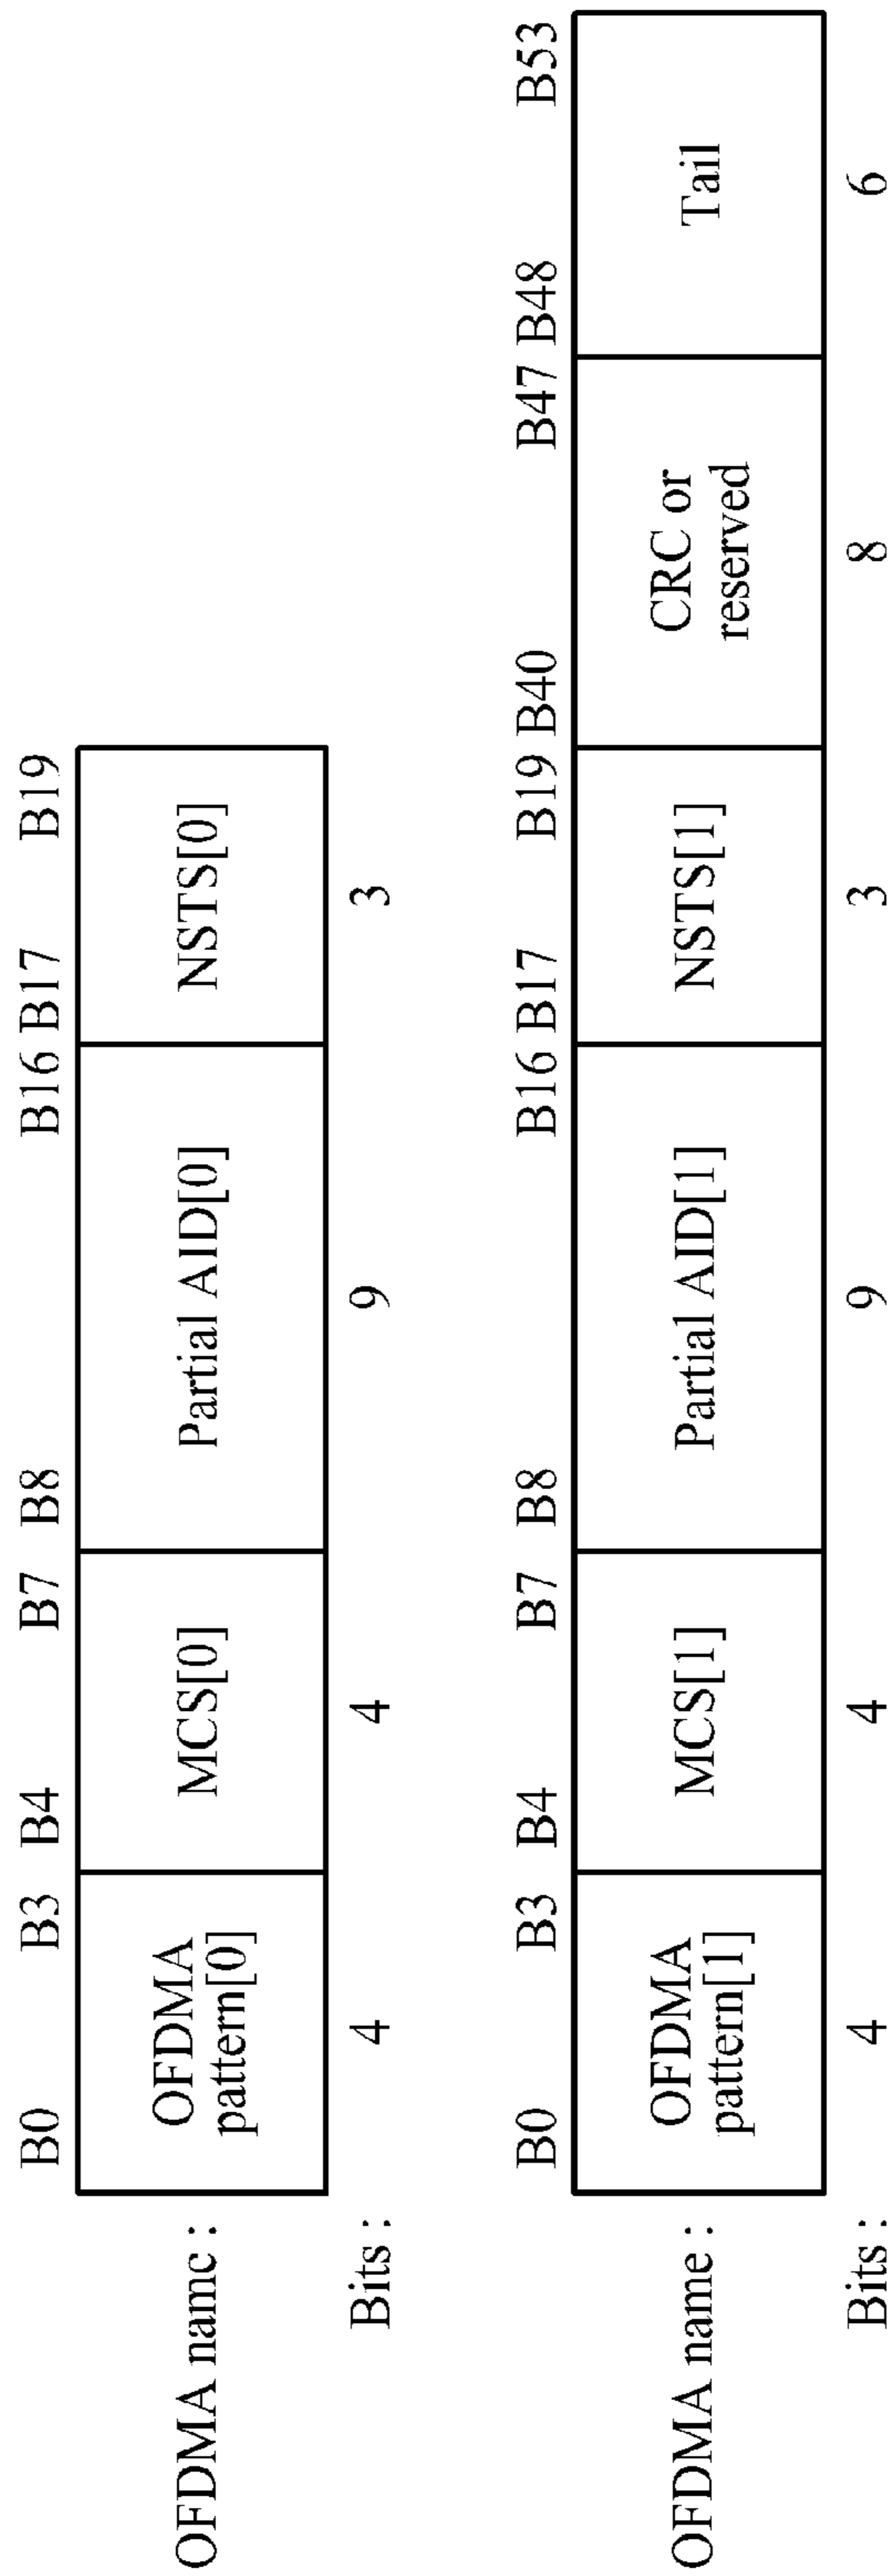 B0 B3 B4 B7 B8 B16 B17 B19
OFDMA name :
OFDMA
pattern[0]
MCS[0]
Partial AID[0]
NSTS[0]
Bits : 4 4 9 3
B0 B3 B4 B7 B8 B16 B17 B19 B40 B47 B48 B53
OFDMA name :
OFDMA
pattern[1]
MCS[1]
Partial AID[1]
NSTS[1]
CRC or
reserved
Tail
Bits : 4 4 9 3 8 6